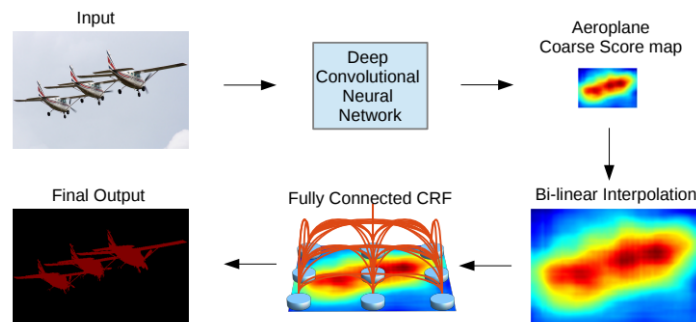 Input
Deep
Convolutional
Neural
Network
Aeroplane
Coarse Score map
Final Output
Fully Connected CRF
Bi-linear Interpolation